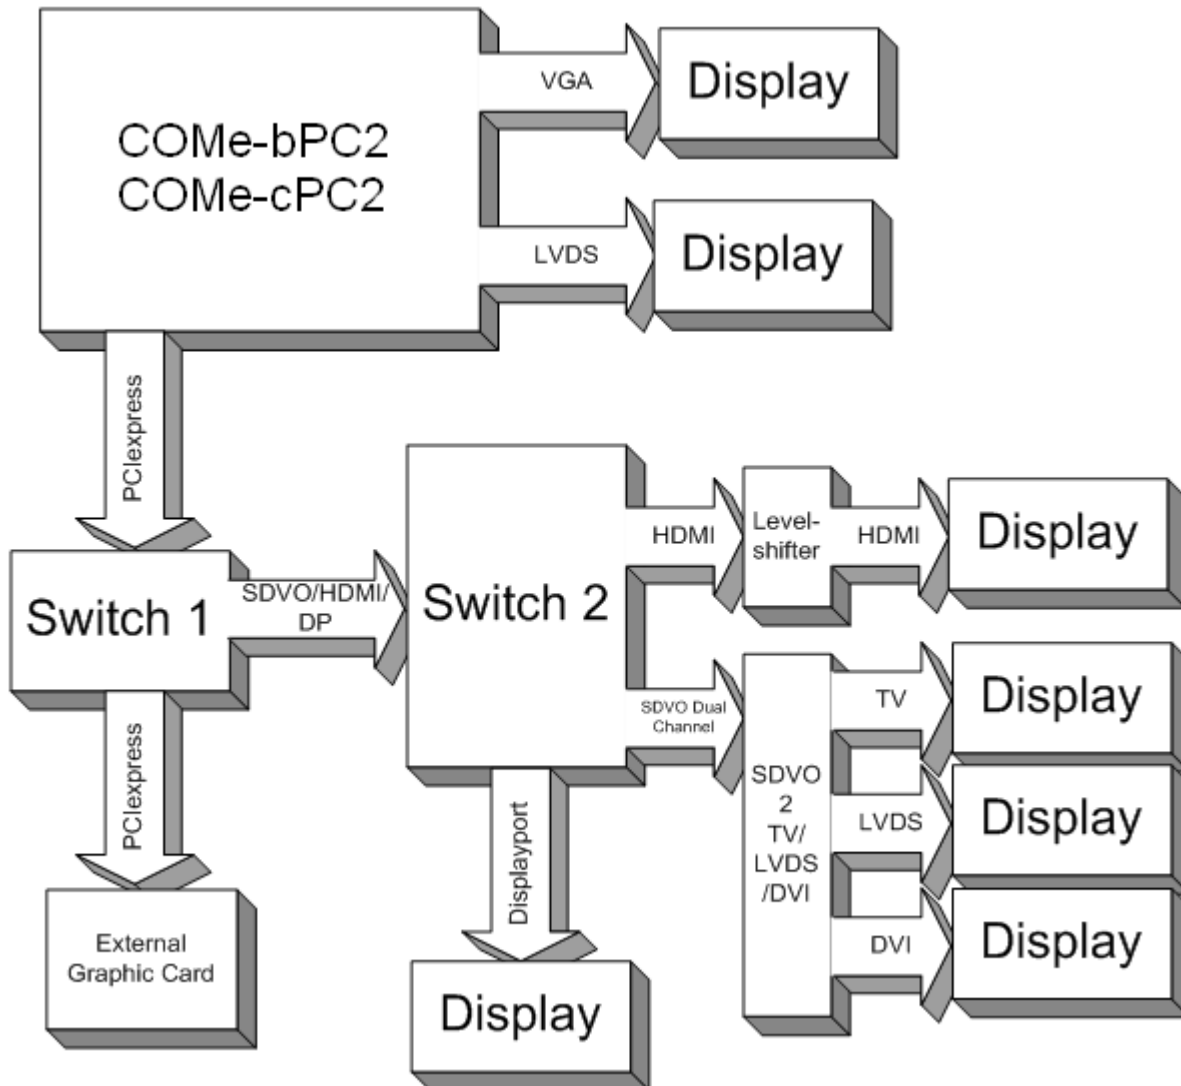 COMe-bPC2
COMe-cPC2
VGA
Display
LVDS
Display
PCIexpress
Switch 1
SDVO/HDMI/
DP
Switch 2
HDMI
Level-
shifter
HDMI
Display
SDVO Dual
Channel
SDVO
2
TV/
LVDS
/DVI
TV
Display
LVDS
Display
DVI
Display
PCIexpress
External
Graphic Card
Displayport
Display